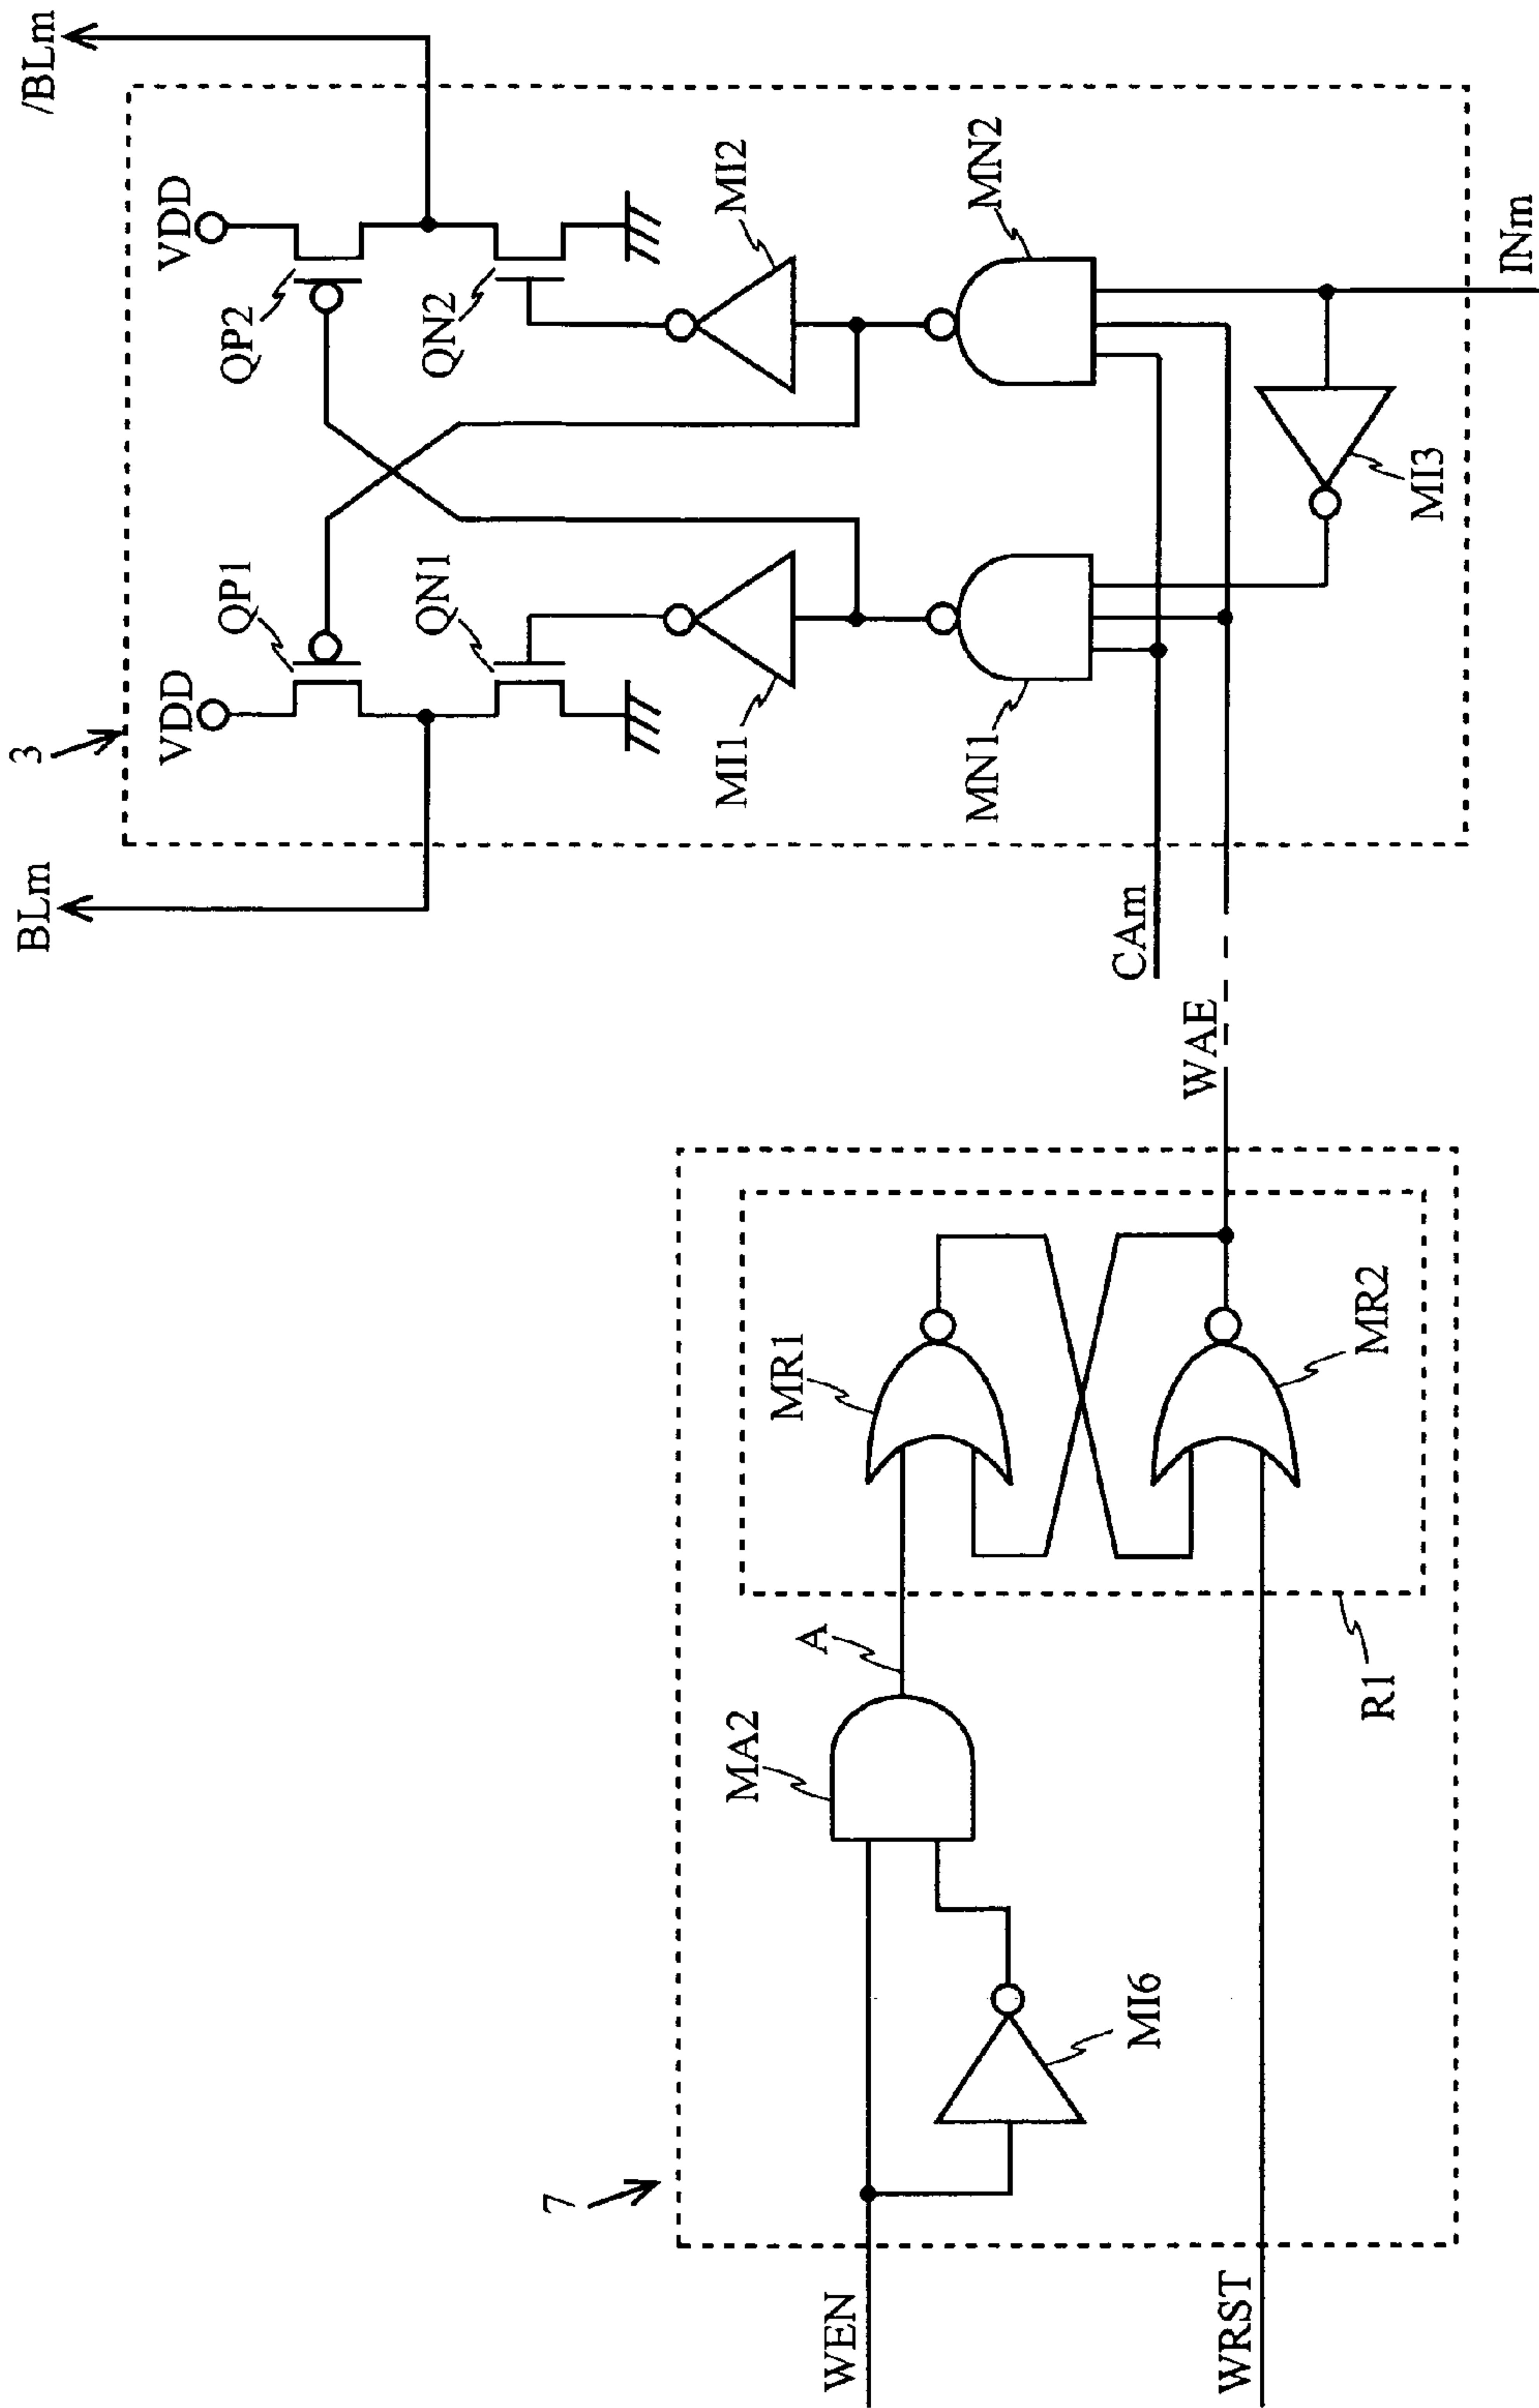 BLm
/BLm
3
VDD
VDD
QP1
QP2
QN1
QN2
MI1
MI2
MN1
MN2
CAm
WAE
MI3
INm
7
MA2
A
MR1
MR2
MI6
R1
WEN
WRST